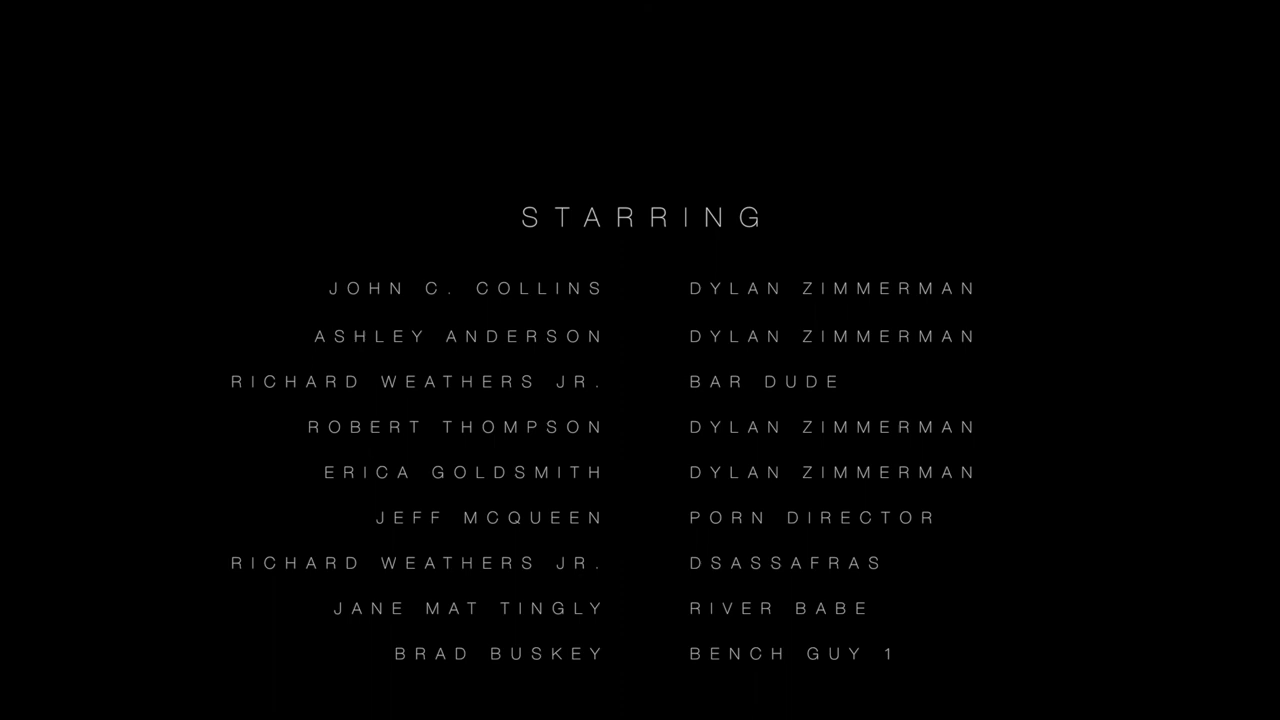 STARRING
JOHN C. COLLINS DYLAN ZIMMERMAN
ASHLEY ANDERSON DYLAN ZIMMERMAN
RICHARD WEATHERS JR. BAR DUDE
ROBERT THOMPSON DYLAN ZIMMERMAN
ERICA GOLDSMITH DYLAN ZIMMERMAN
JEFF MCQUEEN PORN DIRECTOR
RICHARD WEATHERS JR. DSASSAFRAS
JANE MAT TINGLY RIVER BABE
BRAD BUSKEY BENCH GUY 1